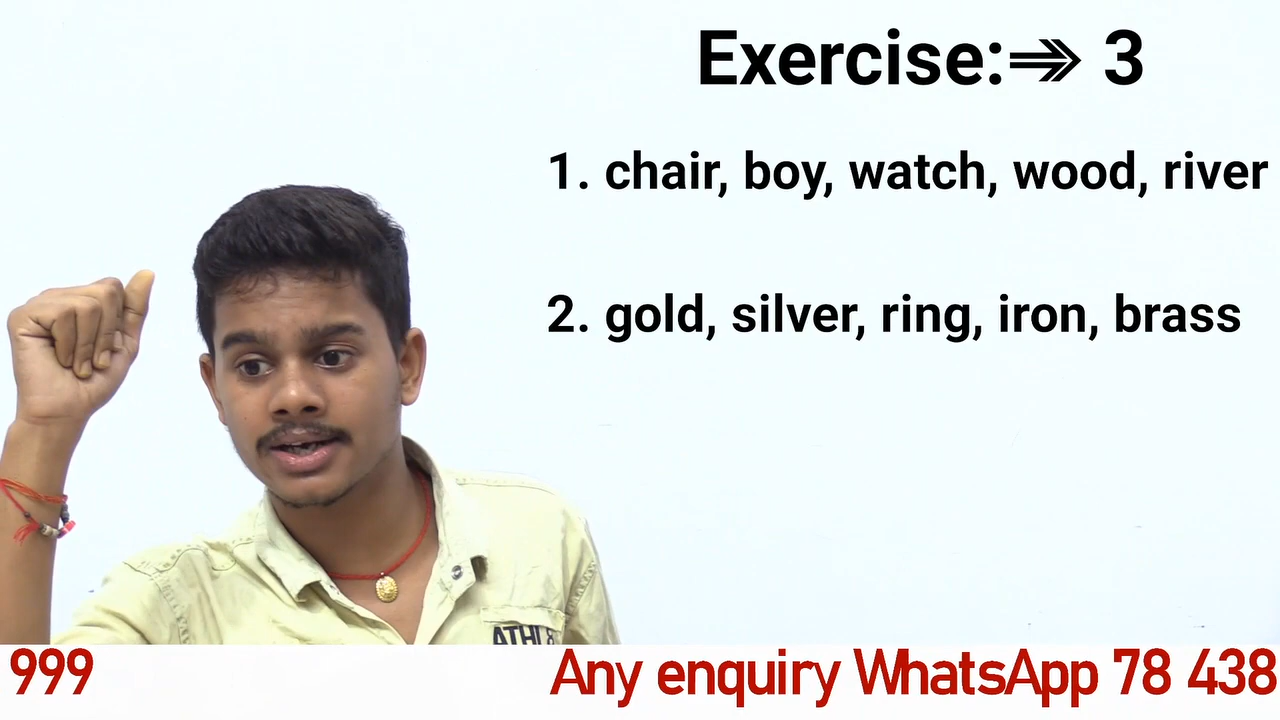 Exercise:⇛ 3
1. chair, boy, watch, wood, river
2. gold, silver, ring, iron, brass
ATHL
999 Any enquiry WhatsApp 78 438